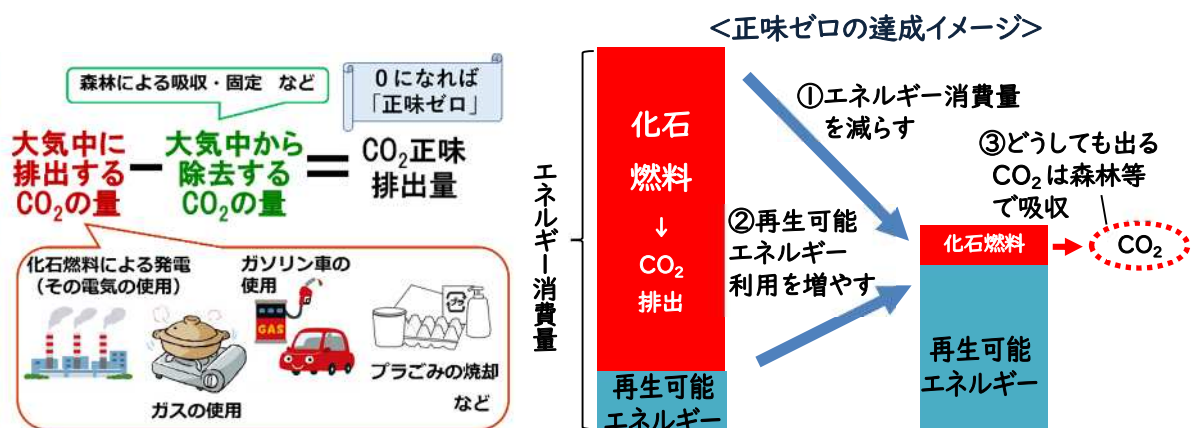 森林による吸収・固定 など
0になれば
「正味ゼロ」
大気中に
排出する
CO₂の量
−
大気中から
除去する
CO₂の量
=
CO₂正味
排出量
化石燃料による発電
(その電気の使用)
ガスの使用
ガソリン車の
使用
GAS
プラ
プラごみの焼却
など
<正味ゼロの達成イメージ>
エネルギー消費量
化石
燃料
↓
CO₂
排出
再生可能
エネルギー
①エネルギー消費量
を減らす
②再生可能
エネルギー
利用を増やす
③どうしても出る
CO₂は森林等
で吸収
化石燃料
CO₂
再生可能
エネルギー